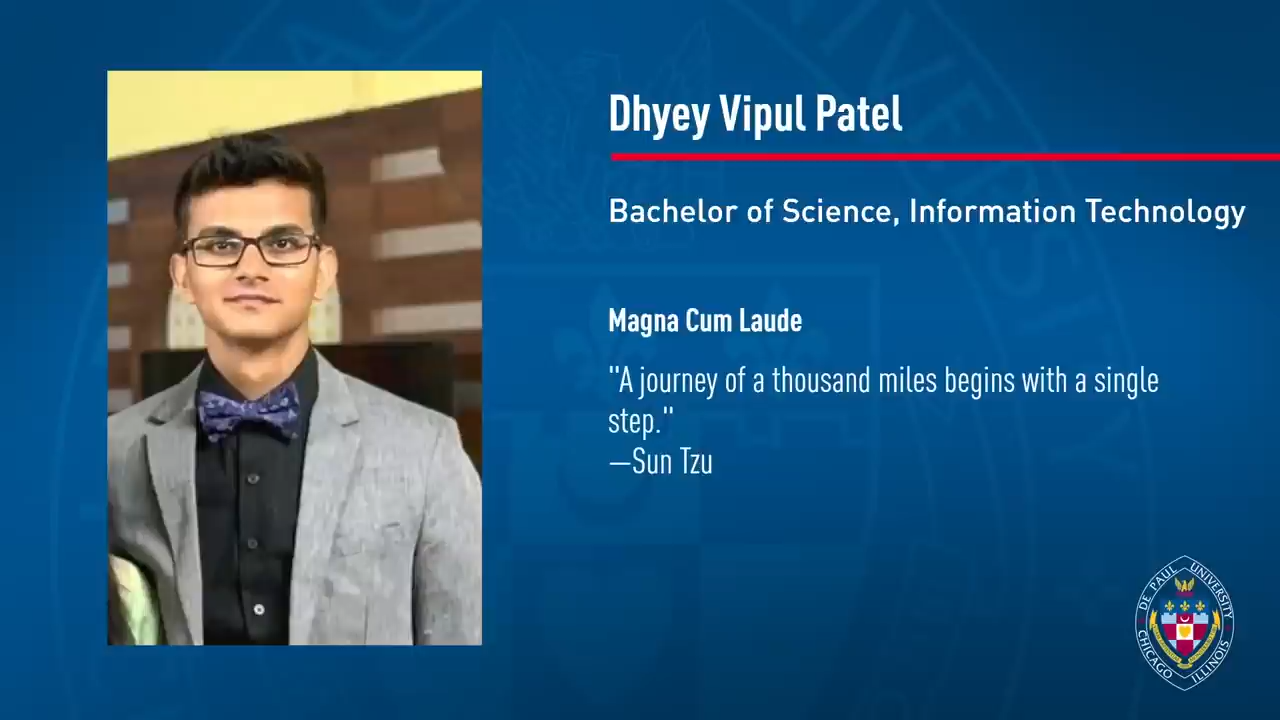 Dhyey Vipul Patel
Bachelor of Science, Information Technology
Magna Cum Laude
"A journey of a thousand miles begins with a single
step."
—Sun Tzu
DE PAUL UNIVERSITY
CHICAGO ILLINOIS